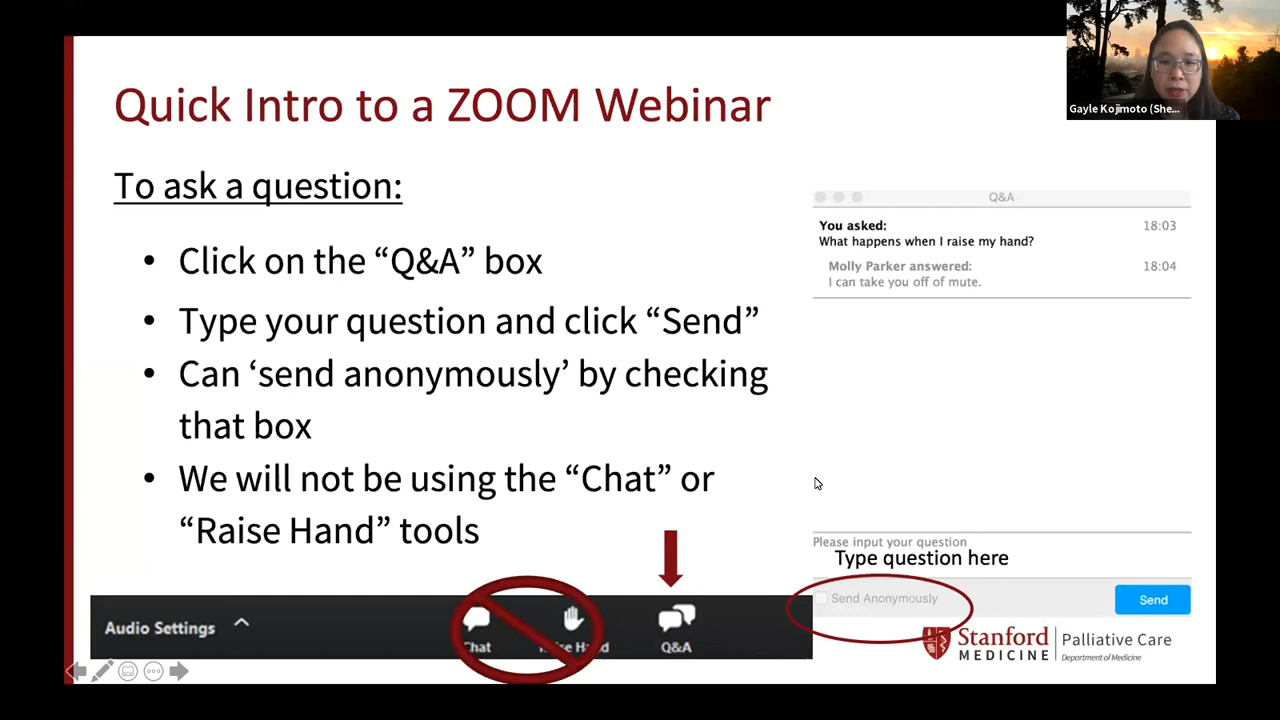 Quick Intro to a ZOOM Webinar
Gayle Kojimoto (She...
To ask a question:
• Click on the “Q&A” box
• Type your question and click “Send”
• Can ‘send anonymously’ by checking
that box
• We will not be using the “Chat” or
“Raise Hand” tools
Q&A
You asked: 18:03
What happens when I raise my hand?
Molly Parker answered: 18:04
I can take you off of mute.
Please input your question
Type question here
Send Anonymously
Send
Audio Settings
Chat
Hand
Q&A
Stanford
MEDICINE
Palliative Care
Department of Medicine